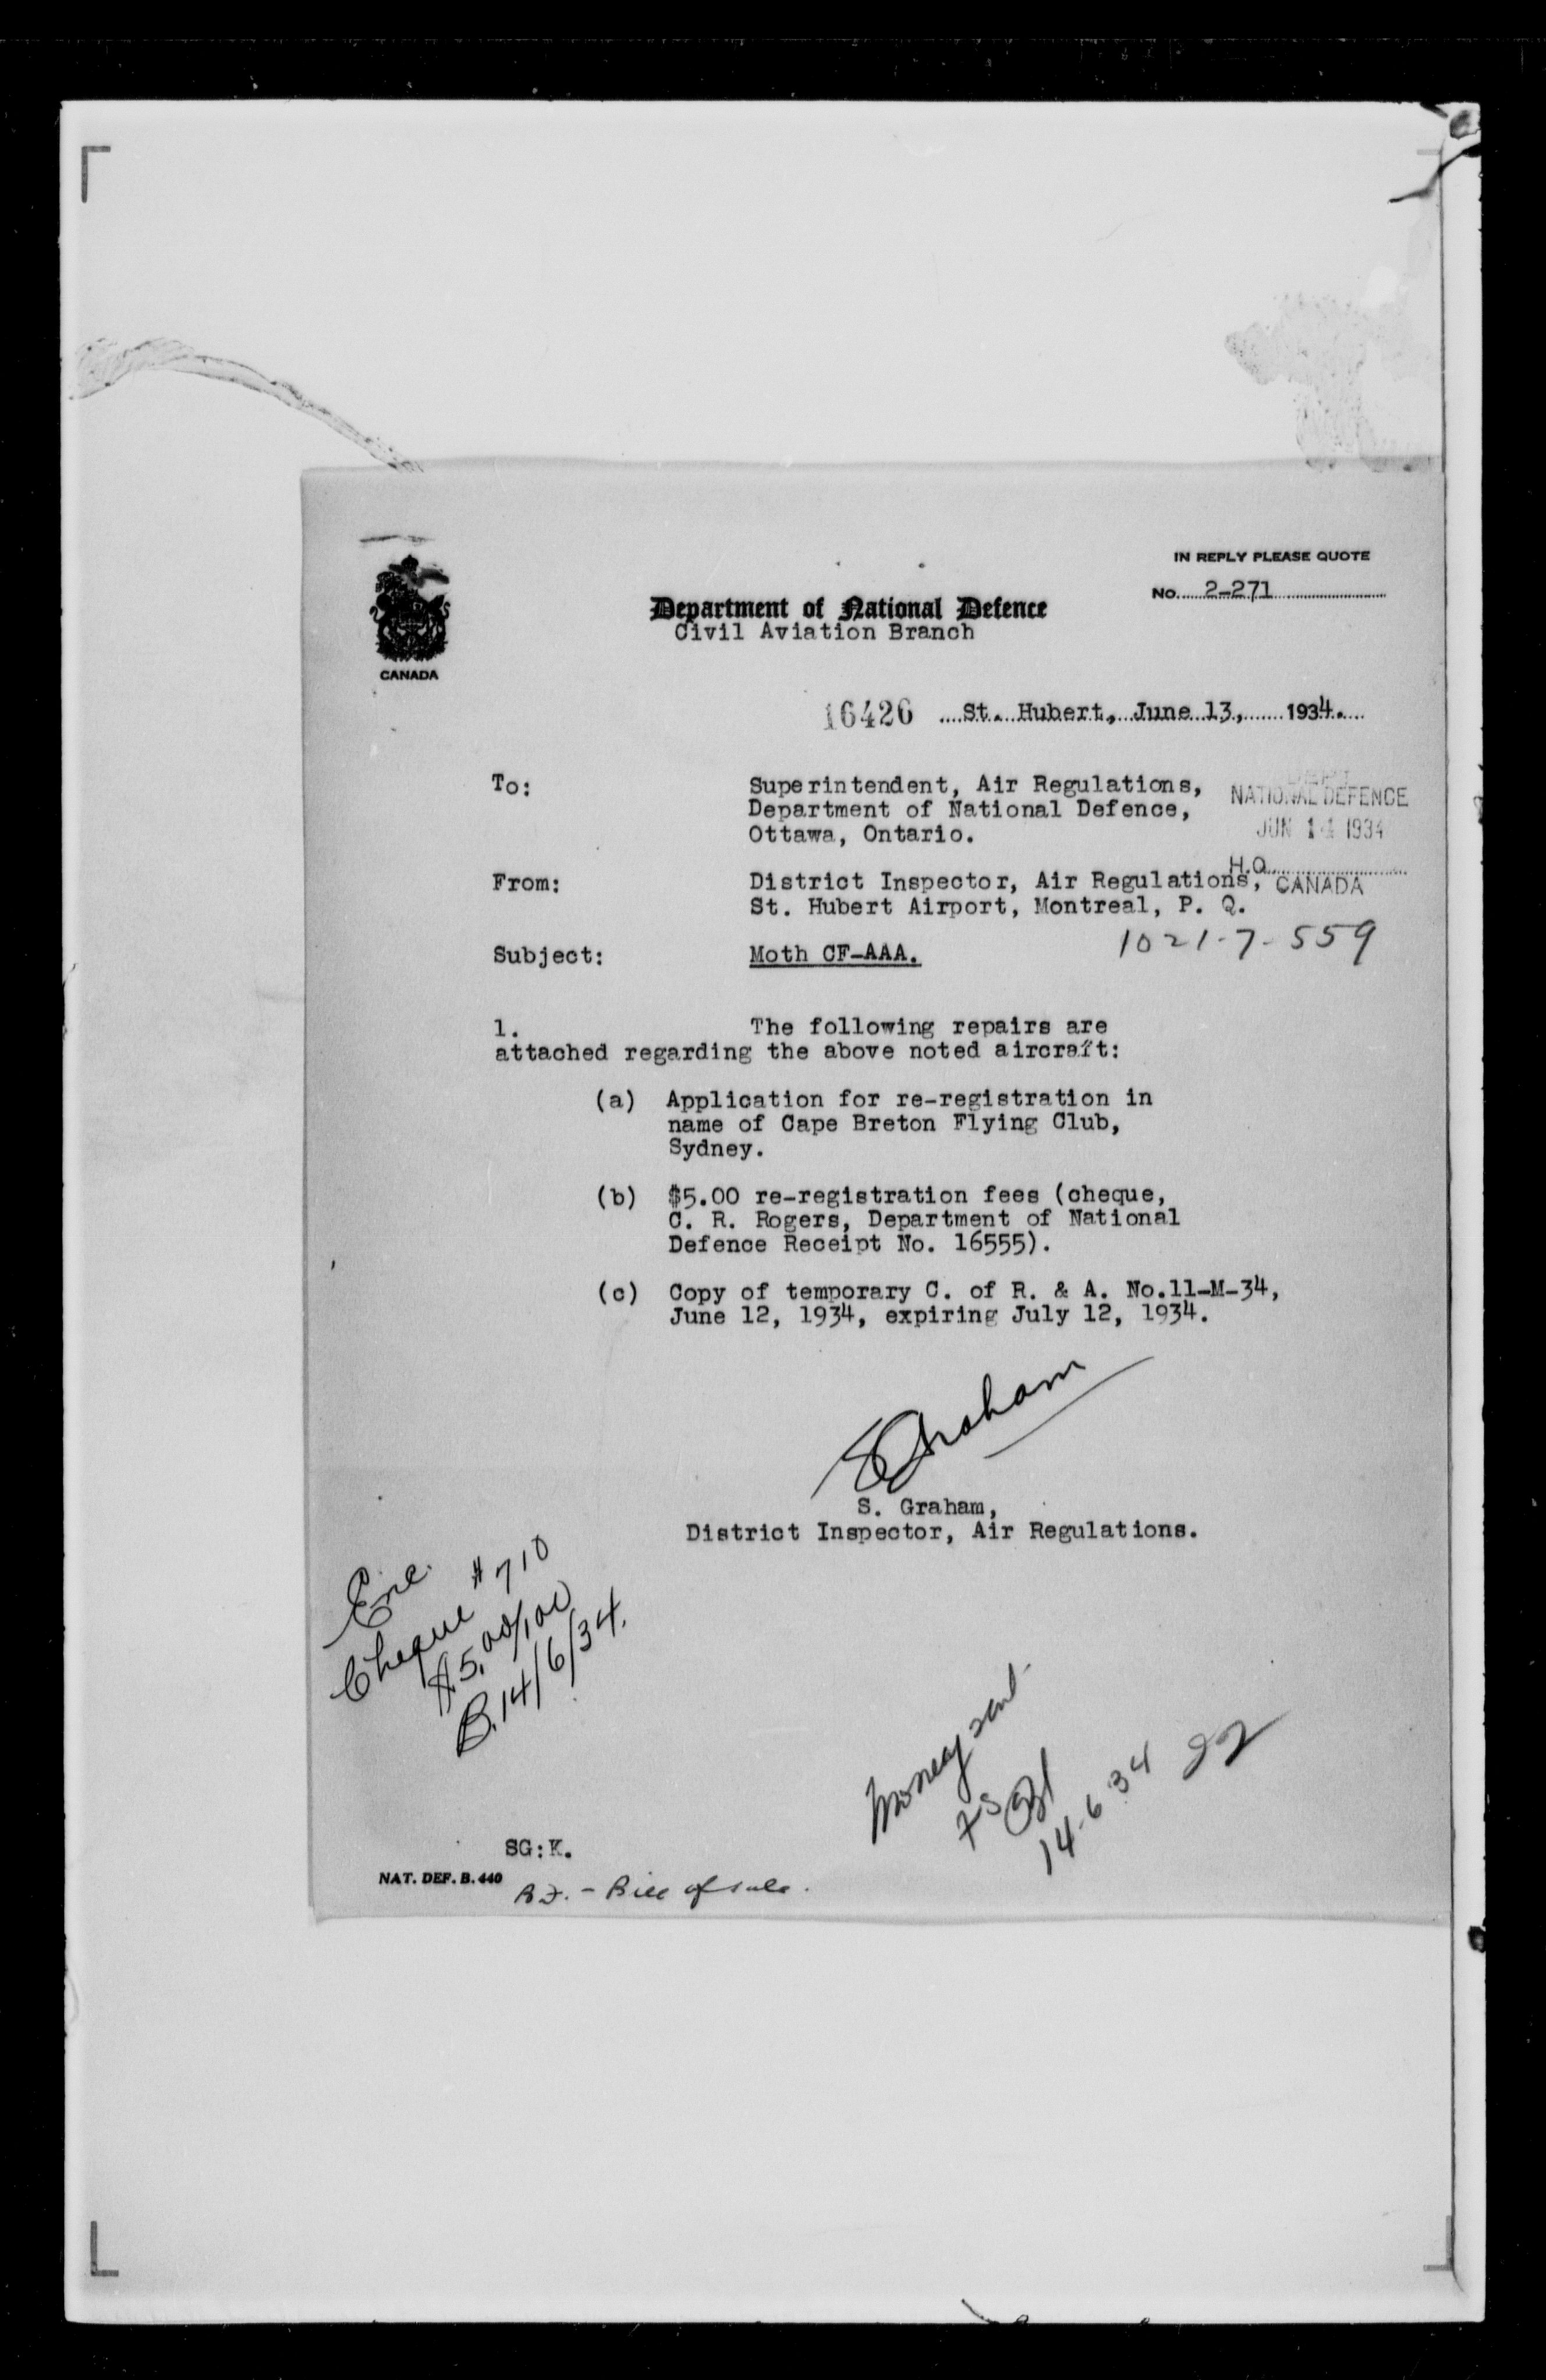 IN REPLY PLEASE QUOTE
No. 2-271
Department of National Defence
Civil Aviation Branch
CANADA
16426 St. Hubert, June 13, 1934.
To: Superintendent, Air Regulations,
Department of National Defence,
Ottawa, Ontario.
DEPT
NATIONAL DEFENCE
JUN 14 1934
H.Q.
CANADA
From: District Inspector, Air Regulations,
St. Hubert Airport, Montreal, P. Q.
1021-7-559
Subject: Moth CF-AAA.
1. The following repairs are
attached regarding the above noted aircraft:
(a) Application for re-registration in
name of Cape Breton Flying Club,
Sydney.
(b) $5.00 re-registration fees (cheque,
C. R. Rogers, Department of National
Defence Receipt No. 16555).
(c) Copy of temporary C. of R. & A. No.11-M-34,
June 12, 1934, expiring July 12, 1934.
SGraham
S. Graham,
District Inspector, Air Regulations.
Enc.
Cheque #710
$5.00/100
B.14/6/34.
Money sent
14-6-34
SG:K.
NAT. DEF. B. 440
B.F. - Bill of sale.